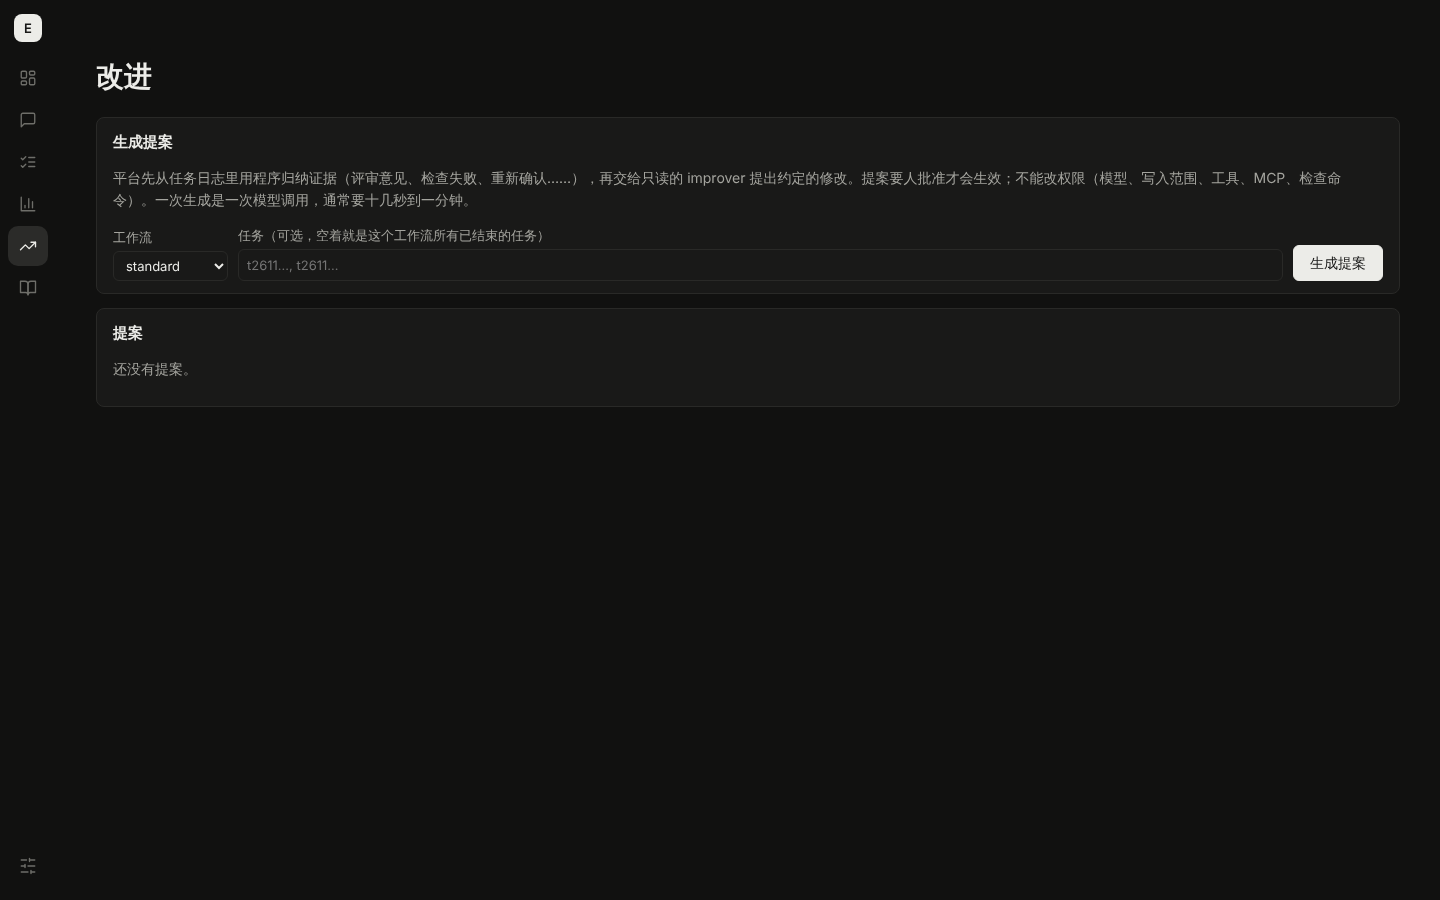 E
改进
生成提案
平台先从任务日志里用程序归纳证据（评审意见、检查失败、重新确认……），再交给只读的 improver 提出约定的修改。提案要人批准才会生效；不能改权限（模型、写入范围、工具、MCP、检查命
令）。一次生成是一次模型调用，通常要十几秒到一分钟。
工作流
任务（可选，空着就是这个工作流所有已结束的任务）
standard
t2611…, t2611…
生成提案
提案
还没有提案。